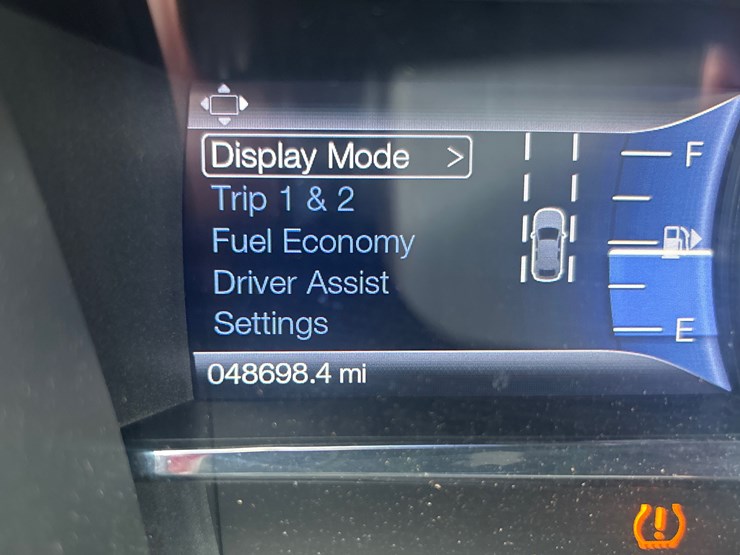 Display Mode >
Trip 1 & 2
Fuel Economy
Driver Assist
Settings
048698.4 mi
F
E